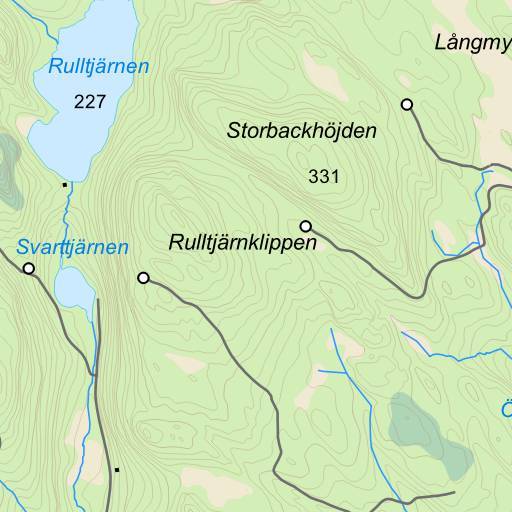 Långmy
Rulltjärnen
227
Storbackhöjden
331
Rulltjärnklippen
Svarttjärnen
Ö